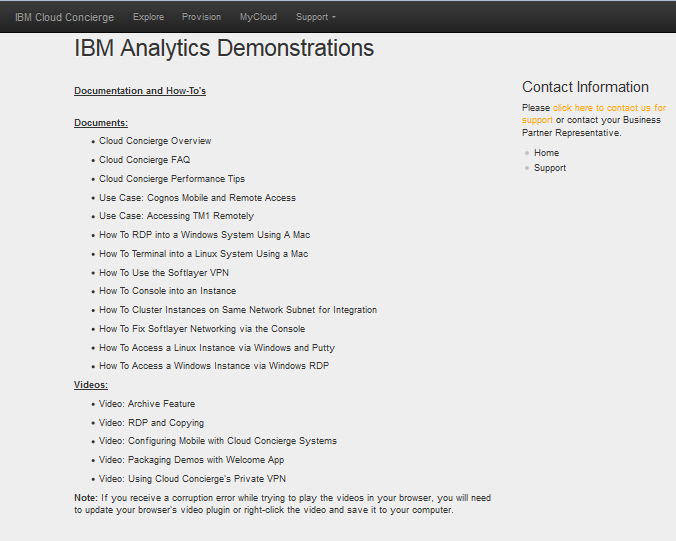 IBM Cloud Concierge Explore Provision MyCloud Support
IBM Analytics Demonstrations
Documentation and How-To's
Documents:
Cloud Concierge Overview
Cloud Concierge FAQ
Cloud Concierge Performance Tips
Use Case: Cognos Mobile and Remote Access
Use Case: Accessing TM1 Remotely
How To RDP into a Windows System Using A Mac
How To Terminal into a Linux System Using a Mac
How To Use the Softlayer VPN
How To Console into an Instance
How To Cluster Instances on Same Network Subnet for Integration
How To Fix Softlayer Networking via the Console
How To Access a Linux Instance via Windows and Putty
How To Access a Windows Instance via Windows RDP
Videos:
Video: Archive Feature
Video: RDP and Copying
Video: Configuring Mobile with Cloud Concierge Systems
Video: Packaging Demos with Welcome App
Video: Using Cloud Concierge's Private VPN
Note: If you receive a corruption error while trying to play the videos in your browser, you will need
to update your browser's video plugin or right-click the video and save it to your computer.
Contact Information
Please click here to contact us for
support or contact your Business
Partner Representative.
Home
Support